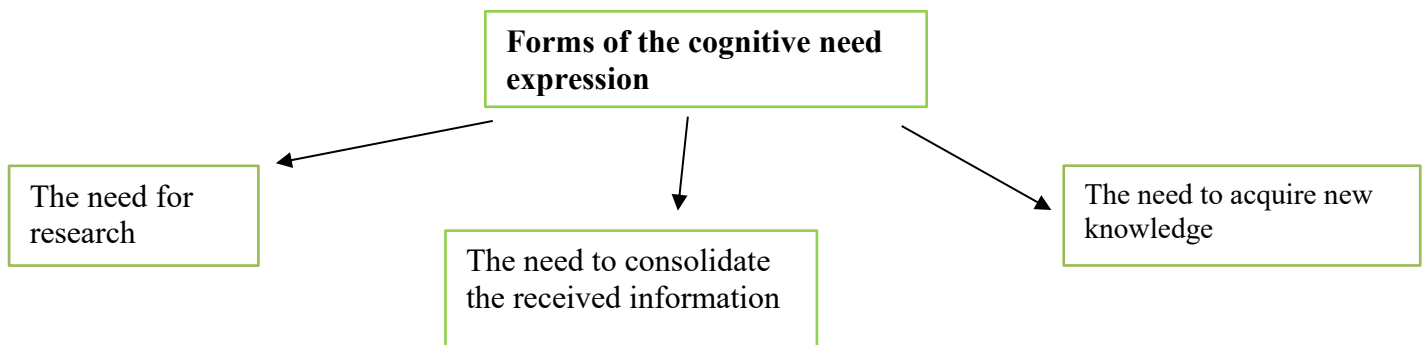 Forms of the cognitive need
expression
The need for
research
The need to consolidate
the received information
The need to acquire new
knowledge